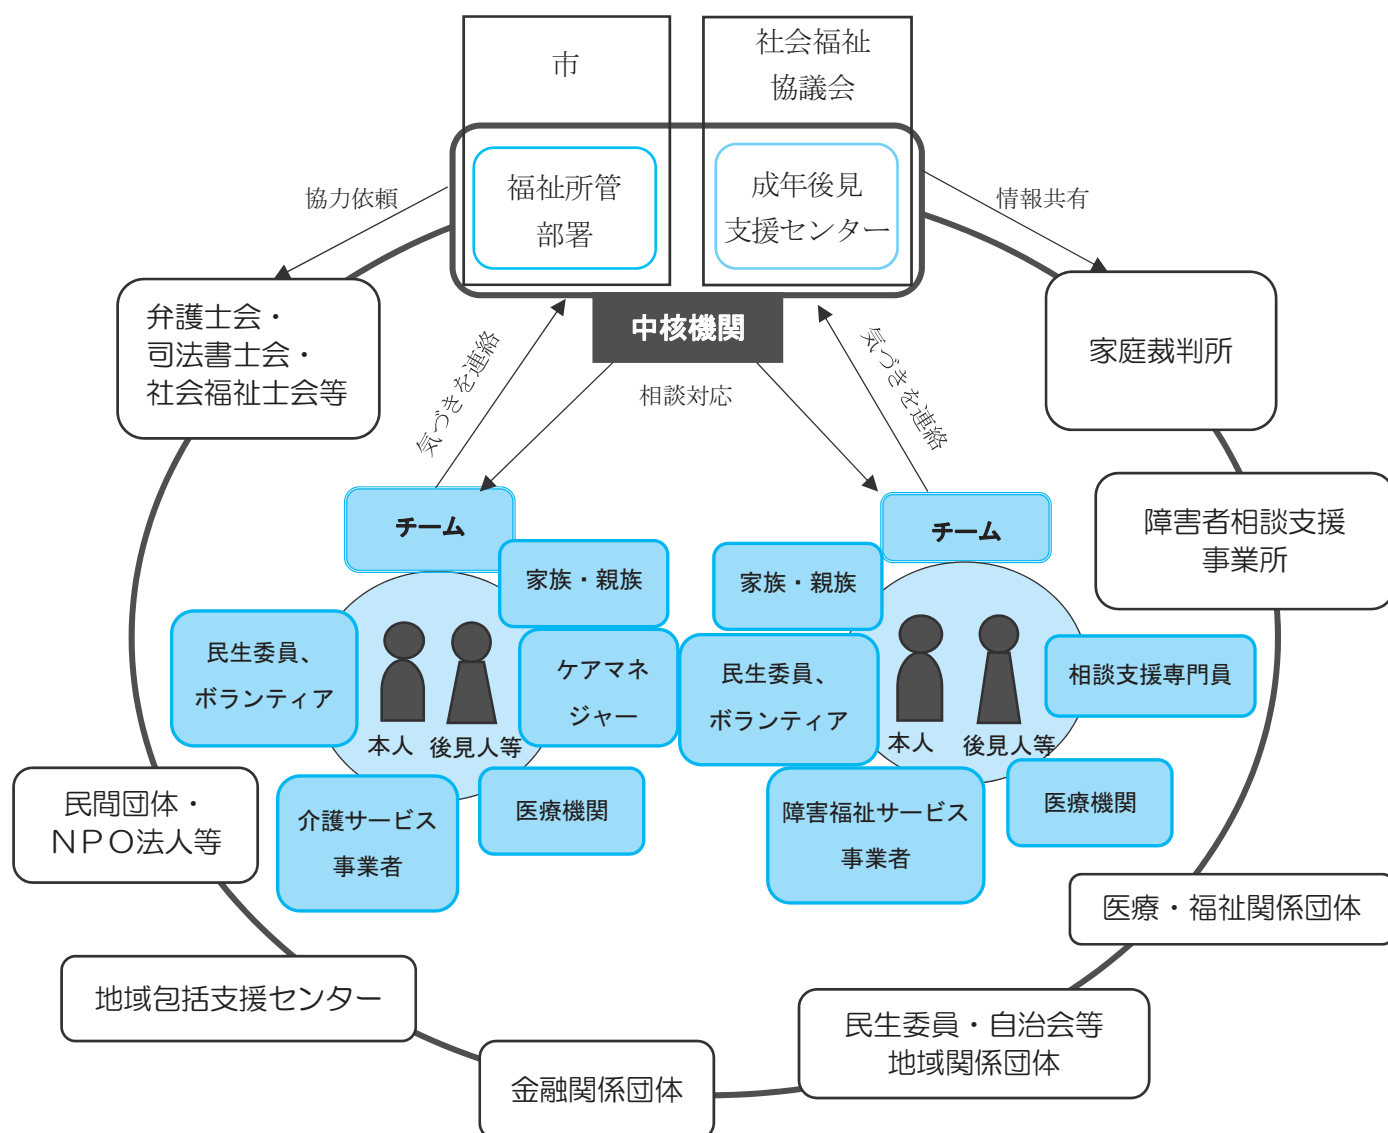 市
社会福祉
協議会
福祉所管
部署
成年後見
支援センター
協力依頼
情報共有
中核機関
弁護士会・
司法書士会・
社会福祉士会等
家庭裁判所
気づきを連絡
相談対応
気づきを連絡
障害者相談支援
事業所
チーム
家族・親族
民生委員、
ボランティア
ケアマネ
ジャー
本人
後見人等
介護サービス
事業者
医療機関
チーム
家族・親族
民生委員、
ボランティア
相談支援専門員
本人
後見人等
障害福祉サービス
事業者
医療機関
民間団体・
ＮＰＯ法人等
医療・福祉関係団体
地域包括支援センター
民生委員・自治会等
地域関係団体
金融関係団体